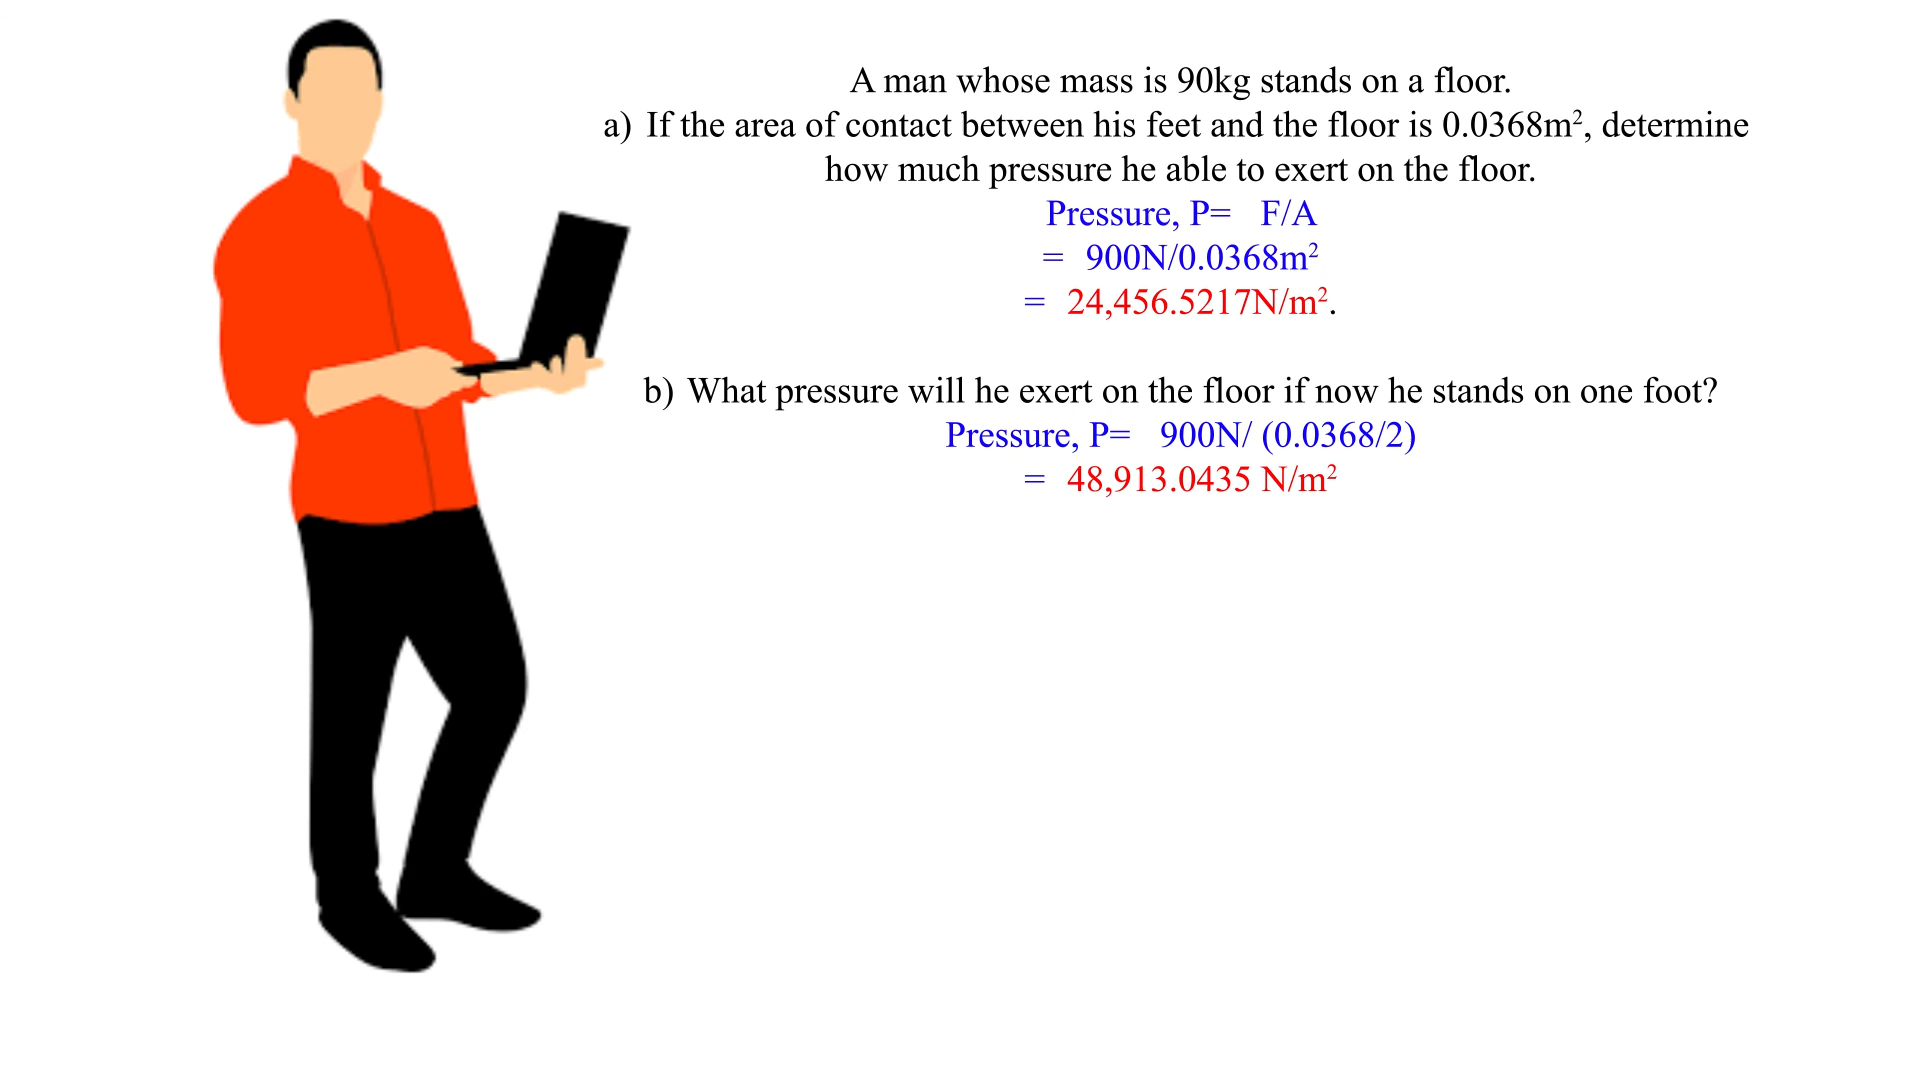 A man whose mass is 90kg stands on a floor.
a) If the area of contact between his feet and the floor is 0.0368m², determine
how much pressure he able to exert on the floor.
Pressure, P= F/A
= 900N/0.0368m²
= 24,456.5217N/m².
b) What pressure will he exert on the floor if now he stands on one foot?
Pressure, P= 900N/ (0.0368/2)
= 48,913.0435 N/m²